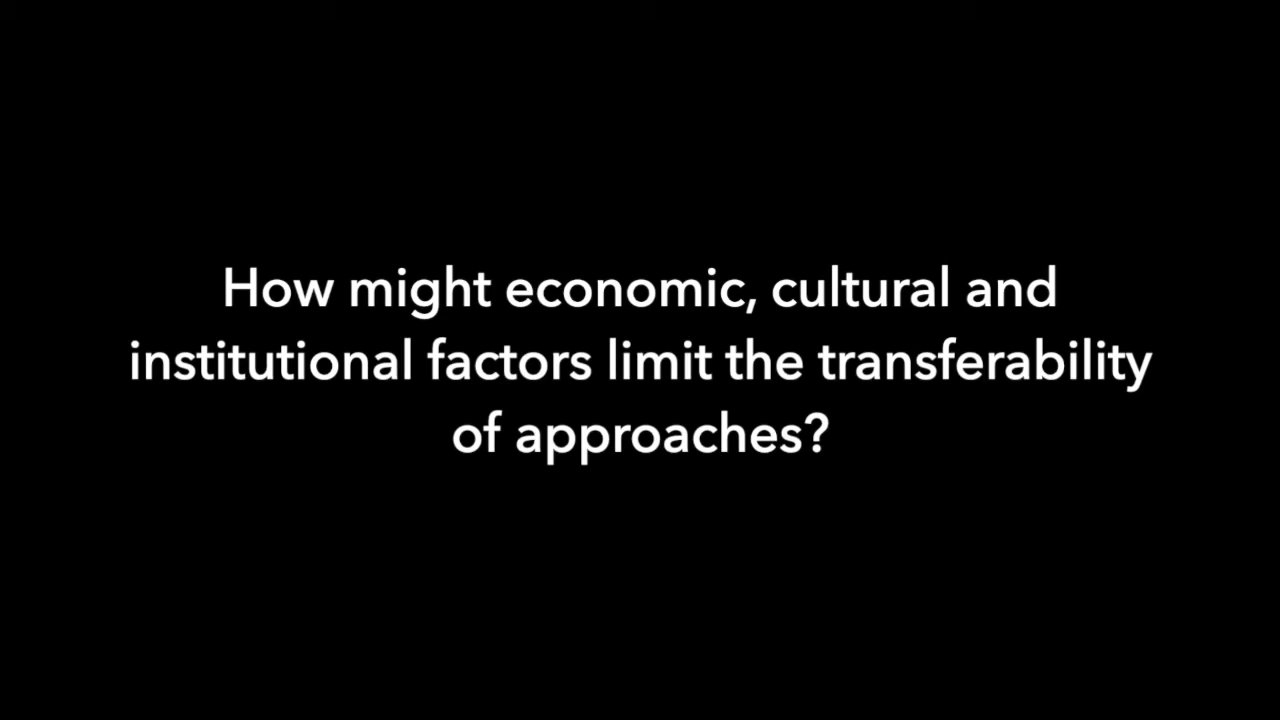 How might economic, cultural and
institutional factors limit the transferability
of approaches?